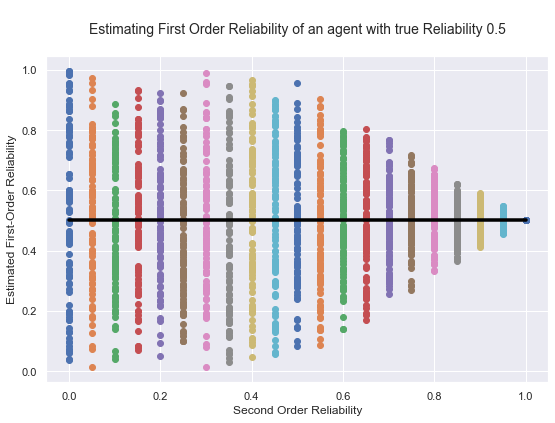 Estimating First Order Reliability of an agent with true Reliability 0.5
1.0
0.8
0.6
0.4
0.2
0.0
Estimated First-Order Reliability
0.0 0.2 0.4 0.6 0.8 1.0
Second Order Reliability